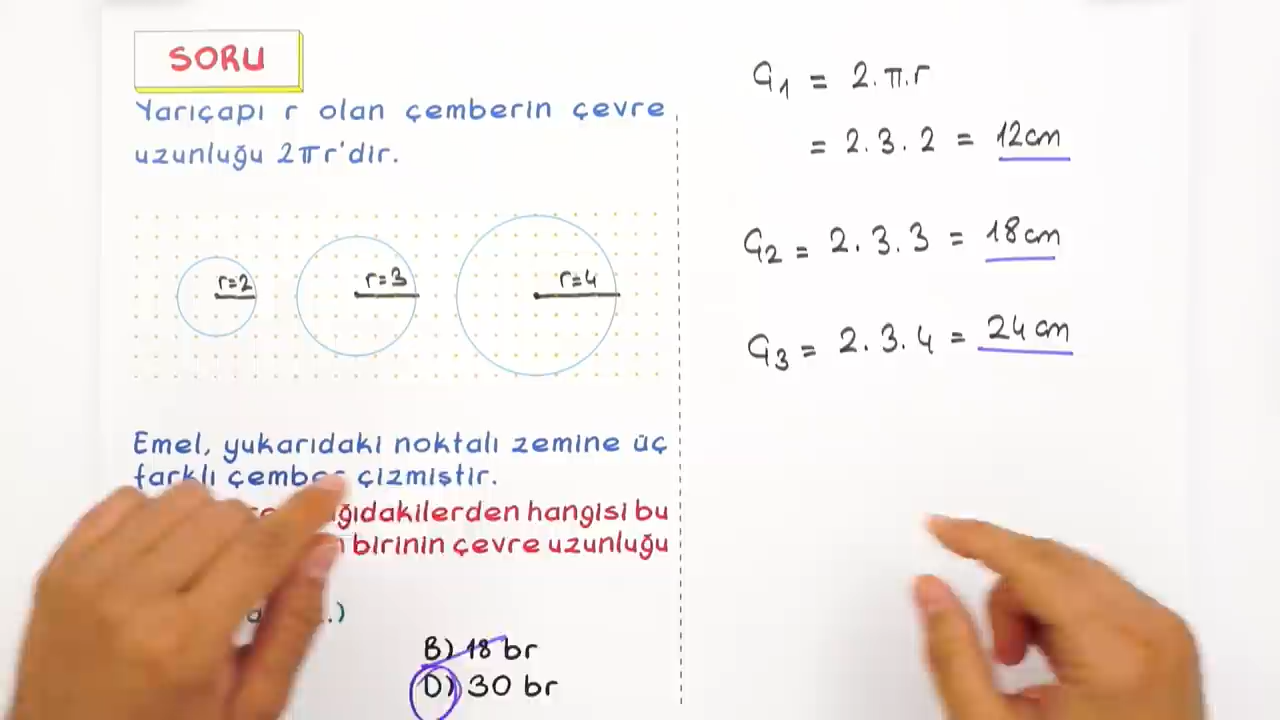 SORU
Yarıçapı r olan çemberin çevre
uzunluğu 2πr'dir.
r=2
r=3
r=4
Emel, yukarıdaki noktalı zemine üç
farklı çember çizmiştir.
hangisi bu
birinin çevre uzunluğu
B) 18 br
D) 30 br
Ç1 = 2.π.r
= 2.3.2 = 12cm
Ç2 = 2.3.3 = 18cm
Ç3 = 2.3.4 = 24cm